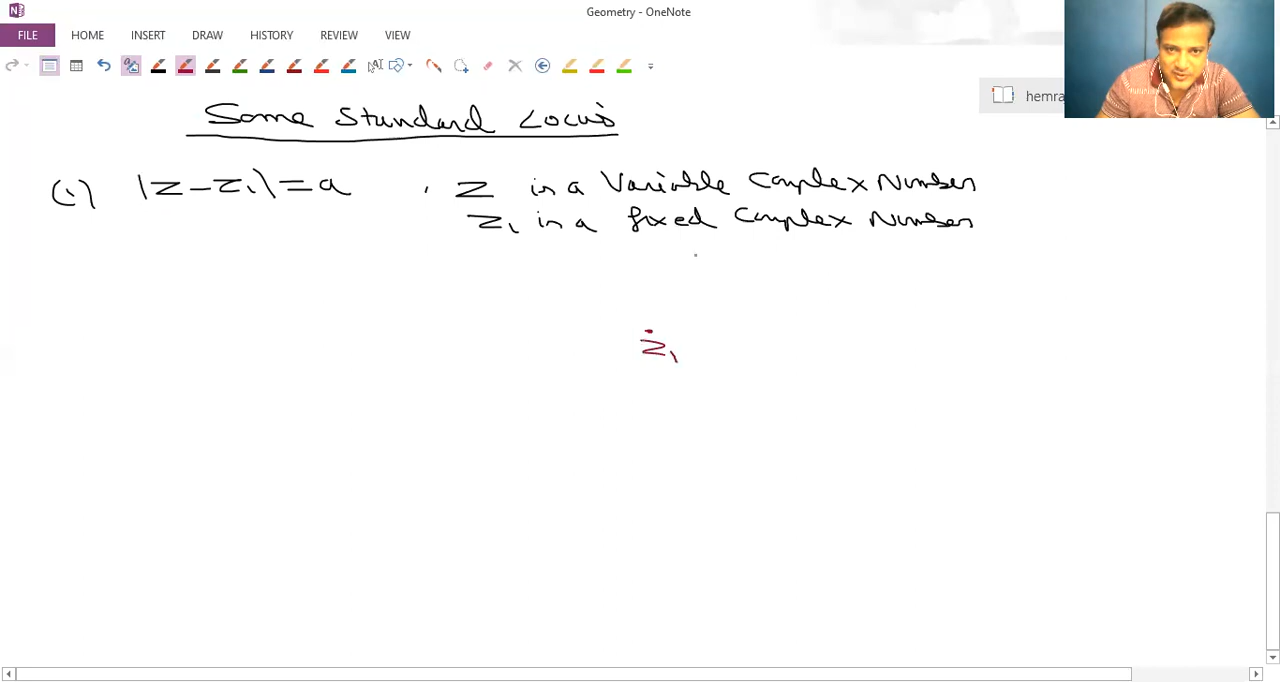 Geometry - OneNote
FILE HOME INSERT DRAW HISTORY REVIEW VIEW
hemra
Some Standard Locus
(i) |z-z₁|=a , z is a Variable Complex Number
z₁ is a fixed Complex Number
z₁